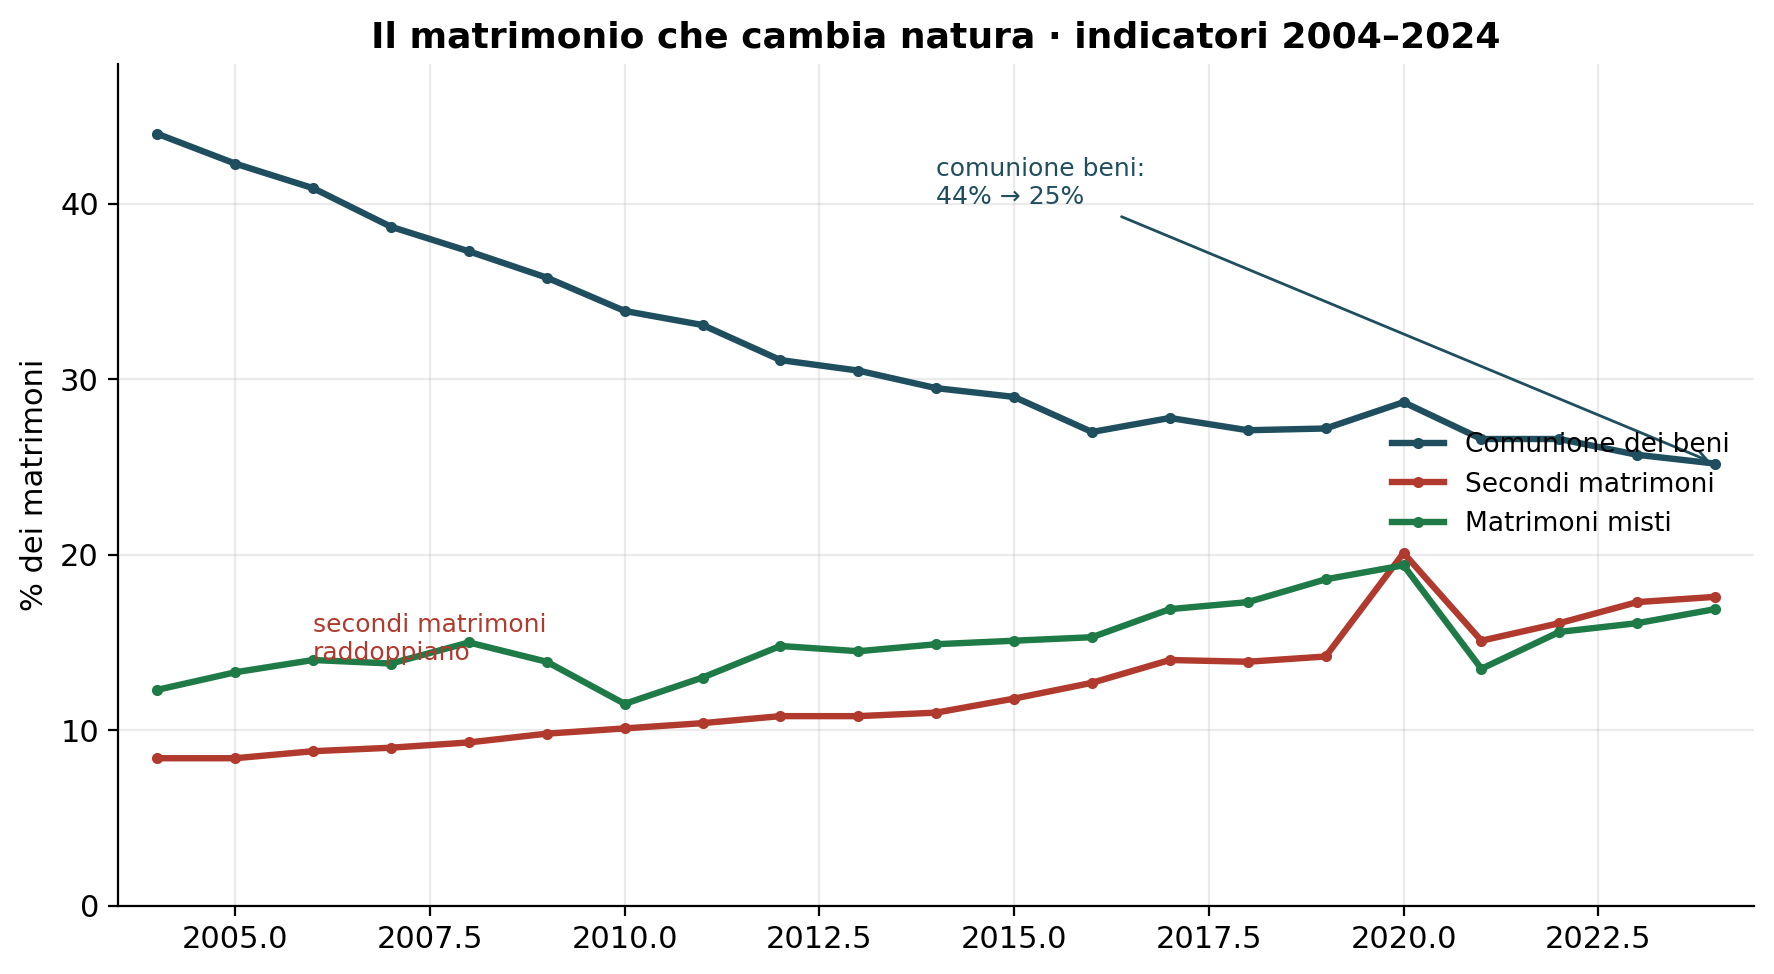 Il matrimonio che cambia natura · indicatori 2004–2024
% dei matrimoni
40
30
20
10
0
comunione beni:
44% → 25%
Comunione dei beni
Secondi matrimoni
Matrimoni misti
secondi matrimoni
raddoppiano
2005.0 2007.5 2010.0 2012.5 2015.0 2017.5 2020.0 2022.5